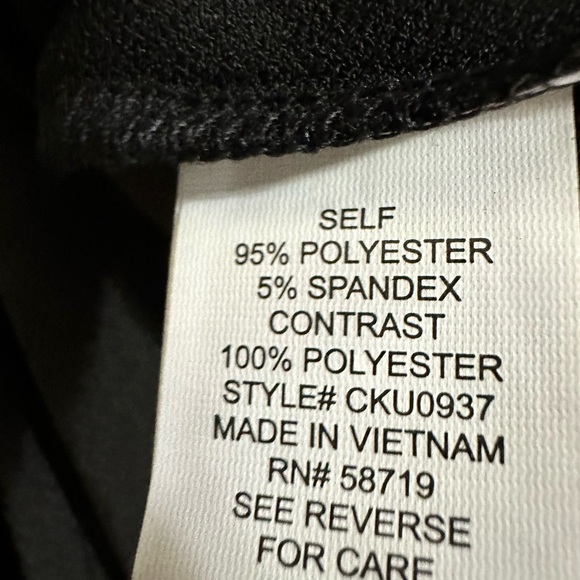 SELF
95% POLYESTER
5% SPANDEX
CONTRAST
100% POLYESTER
STYLE# CKU0937
MADE IN VIETNAM
RN# 58719
SEE REVERSE
FOR CARE